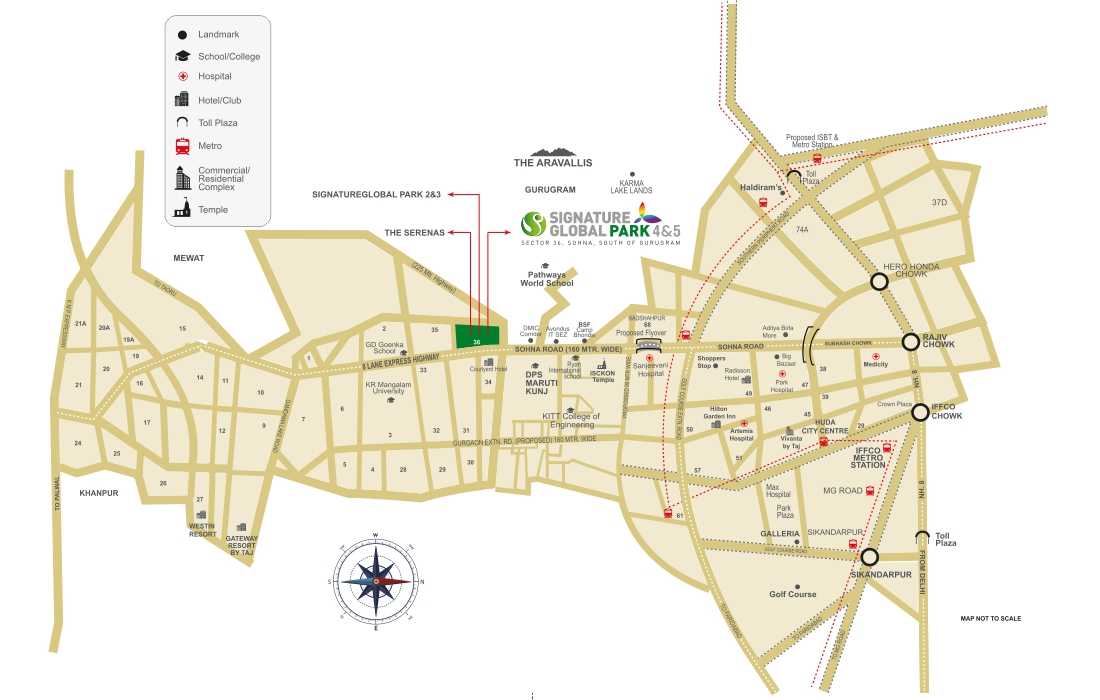 Landmark
School/College
Hospital
Hotel/Club
Toll Plaza
Metro
Commercial/
Residential
Complex
Temple
THE ARAVALLIS
GURUGRAM
KARMA
LAKE LANDS
SIGNATUREGLOBAL PARK 2&3
THE SERENAS
SIGNATURE
GLOBAL PARK 4&5
SECTOR 36, SOHNA, SOUTH OF GURUGRAM
Pathways
World School
Proposed ISBT &
Metro Station
Toll
Plaza
Haldiram's
37D
74A
SOUTHERN PERIPHERY ROAD
HERO HONDA
CHOWK
MEWAT
TO TAORU
(225 Mtr. Highway)
K.M.P EXPRESSWAY
21A
20A
19A
15
19
20
21
16
14
11
10
17
12
9
24
25
26
27
1
2
35
36
GD Goenka
School
8 LANE EXPRESS HIGHWAY
33
Courtyard Hotel
34
KR Mangalam
University
6
7
3
32
31
5
4
28
29
30
DMIC
Corridor
Avondus
IT SEZ
BSF
Camp
Bhondsi
SOHNA ROAD (160 MTR. WIDE)
DPS
MARUTI
KUNJ
Ryan
International
school
ISCKON
Temple
KITT College of
Engineering
GURGAON EXTN. RD. (PROPOSED) 150 MTR. WIDE
BADSHAHPUR
68
Proposed Flyover
Sanjeevani
Hospital
GOLF COURSE EXTN. ROAD
SOHNA ROAD
Shoppers
Stop
Aditya Birla
More
Big
Bazaar
Radisson
Hotel
Park
Hospital
SUBHASH CHOWK
Medicity
RAJIV
CHOWK
38
47
49
39
46
45
NH. 8
Crown Plaza
IFFCO
CHOWK
Hilton
Garden Inn
Artemis
Hospital
Vivanta
by Taj
HUDA
CITY CENTRE
29
50
51
57
61
IFFCO
METRO
STATION
MG ROAD
NH. 8
Max
Hospital
Park
Plaza
GALLERIA
SIKANDARPUR
GOLF COURSE ROAD
Toll
Plaza
SIKANDARPUR
FROM DELHI
Golf Course
TO FARIDABAD
TO FARIDABAD
KHANPUR
TO PALWAL
WESTIN
RESORT
GATEWAY
RESORT
BY TAJ
W
S
N
E
MAP NOT TO SCALE